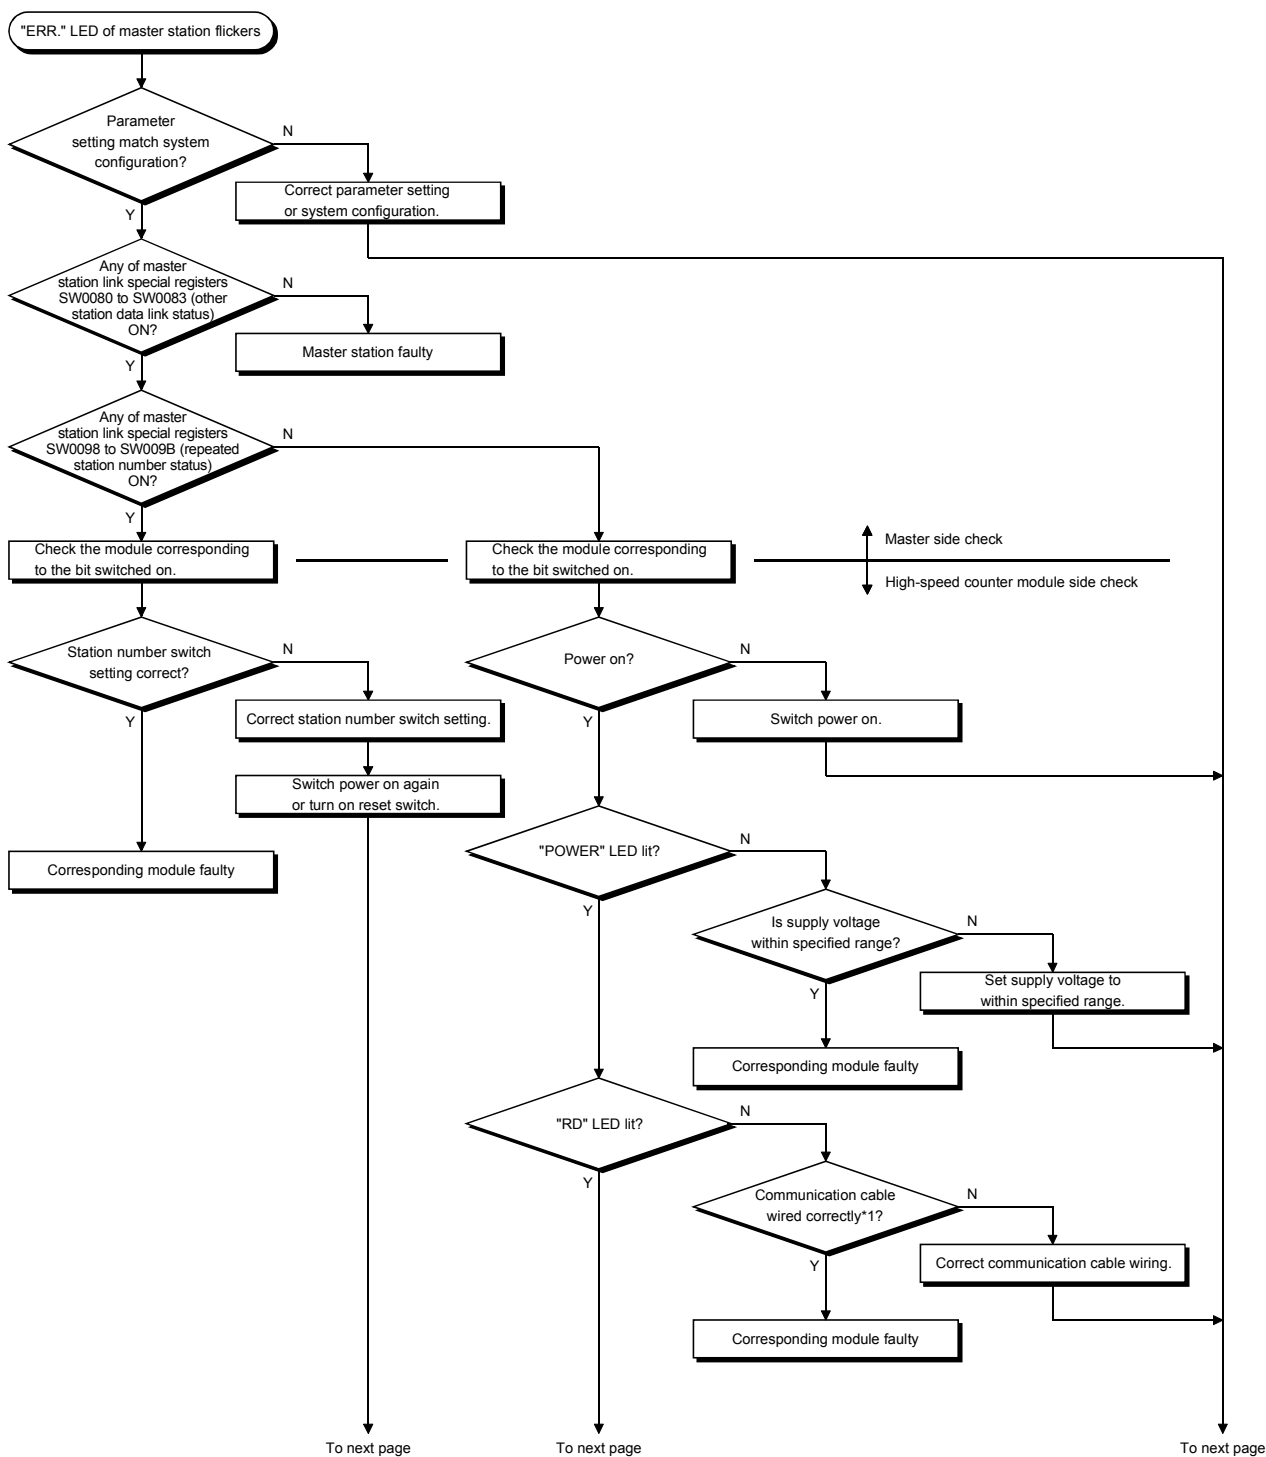 "ERR." LED of master station flickers
Parameter
setting match system
configuration?
N
Y
Correct parameter setting
or system configuration.
Any of master
station link special registers
SW0080 to SW0083 (other
station data link status)
ON?
N
Y
Master station faulty
Any of master
station link special registers
SW0098 to SW009B (repeated
station number status)
ON?
N
Y
Check the module corresponding
to the bit switched on.
Check the module corresponding
to the bit switched on.
Master side check
High-speed counter module side check
Station number switch
setting correct?
N
Y
Correct station number switch setting.
Switch power on again
or turn on reset switch.
Corresponding module faulty
Power on?
N
Y
Switch power on.
"POWER" LED lit?
N
Y
Is supply voltage
within specified range?
N
Y
Set supply voltage to
within specified range.
Corresponding module faulty
"RD" LED lit?
N
Y
Communication cable
wired correctly*1?
N
Y
Correct communication cable wiring.
Corresponding module faulty
To next page
To next page
To next page